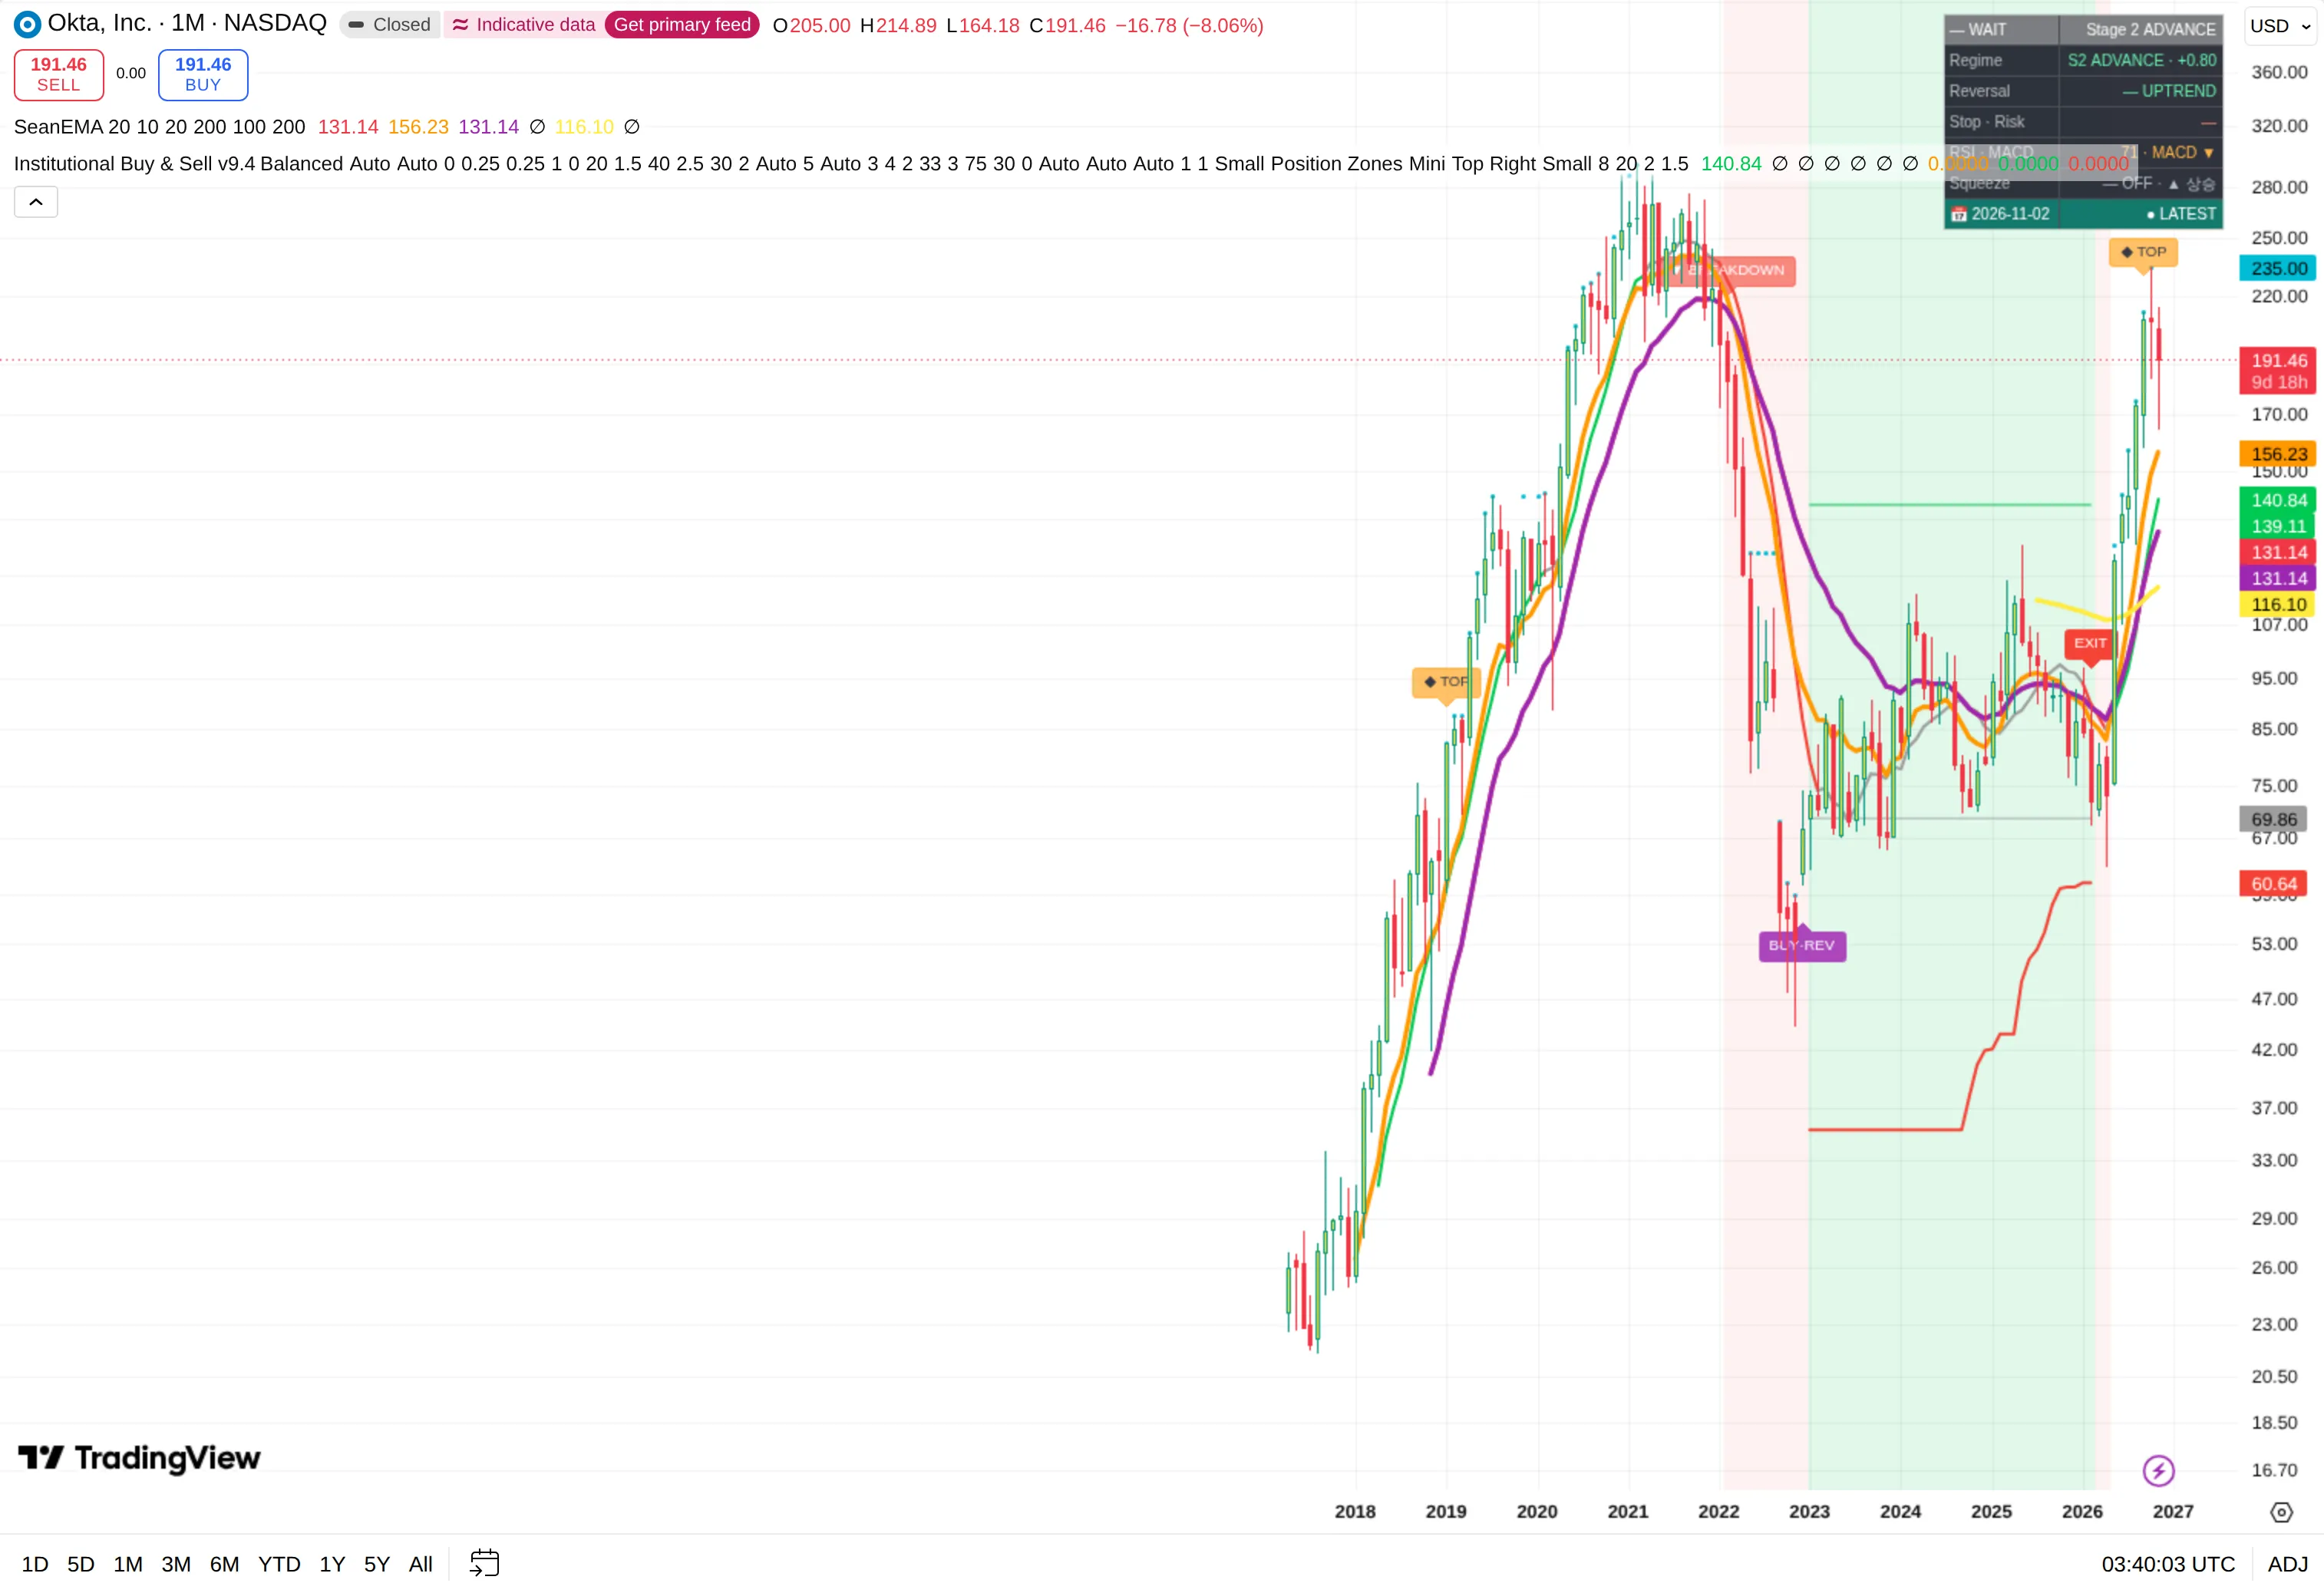 Okta, Inc. · 1M · NASDAQ Closed Indicative data Get primary feed O205.00 H214.89 L164.18 C191.46 −16.78 (−8.06%)
191.46 SELL 0.00 191.46 BUY
SeanEMA 20 10 20 200 100 200 131.14 156.23 131.14 ∅ 116.10 ∅
Institutional Buy & Sell v9.4 Balanced Auto Auto 0 0.25 0.25 1 0 20 1.5 40 2.5 30 2 Auto 5 Auto 3 4 2 33 3 75 30 0 Auto Auto Auto 1 1 Small Position Zones Mini Top Right Small 8 20 2 1.5 140.84 ∅ ∅ ∅ ∅ ∅ ∅ 0.0000 0.0000 0.0000
— WAIT Stage 2 ADVANCE
Regime S2 ADVANCE · +0.80
Reversal — UPTREND
Stop · Risk —
RSI · MACD 71 · MACD ▼
Squeeze — OFF · ▲ 상승
📅 2026-11-02 ● LATEST
USD
360.00
320.00
280.00
250.00
235.00
220.00
191.46
9d 18h
170.00
156.23
150.00
140.84
139.11
131.14
131.14
116.10
107.00
95.00
85.00
75.00
69.86
67.00
60.64
53.00
47.00
42.00
37.00
33.00
29.00
26.00
23.00
20.50
18.50
16.70
◆ TOP
BREAKDOWN
◆ TOP
EXIT
BUY-REV
TradingView
2018 2019 2020 2021 2022 2023 2024 2025 2026 2027
1D 5D 1M 3M 6M YTD 1Y 5Y All 03:40:03 UTC ADJ